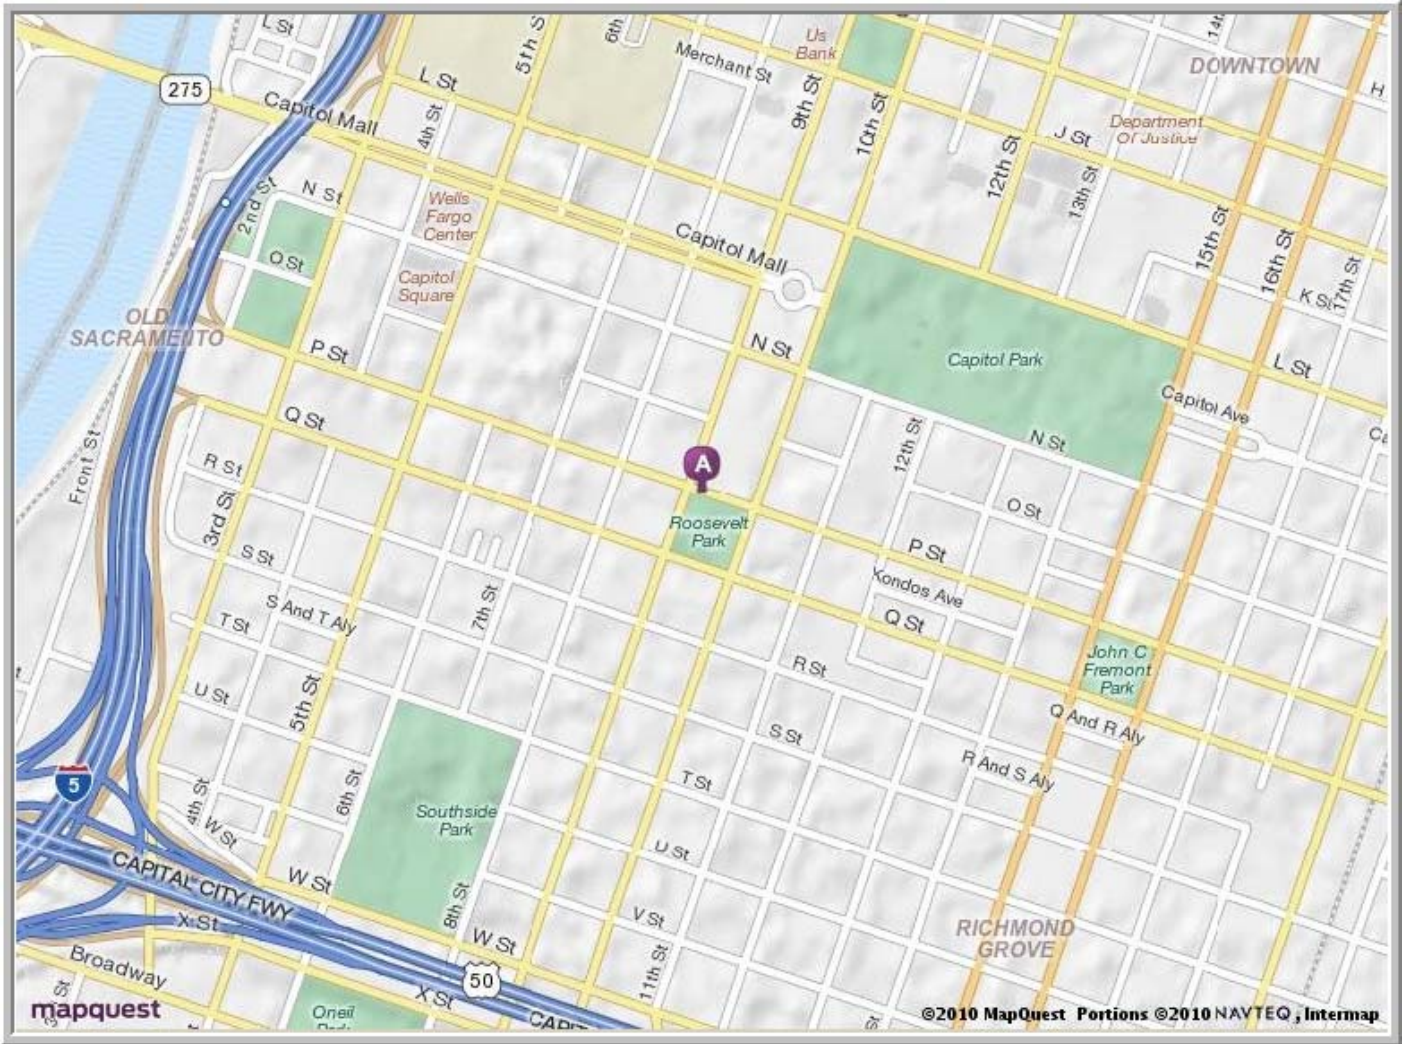 L St
5th S
6th
Merchant St
Us
Bank
DOWNTOWN
14t
H
275
Capitol Mall
L St
4th St
9th St
10th St
12th St
J St
Department
Of Justice
13th St
2nd St
N St
Wells
Fargo
Center
Capitol Mall
15th St
16th St
17th St
K St
O St
Capitol
Square
OLD
SACRAMENTO
P St
N St
Capitol Park
L St
Capitol Ave
Q St
Front St
R St
3rd St
A
12th St
N St
Roosevelt
Park
O St
P St
S St
Kondos Ave
Q St
S And T Aly
T St
7th St
U St
5th St
R St
John C
Fremont
Park
Q And R Aly
S St
R And S Aly
T St
5
4th St
6th St
Southside
Park
W St
U St
CAPITAL CITY FWY
W St
X St
8th St
V St
RICHMOND
GROVE
W St
11th St
Broadway
50
X St
mapquest
St
Oneil
©2010 MapQuest Portions ©2010 NAVTEQ, Intermap